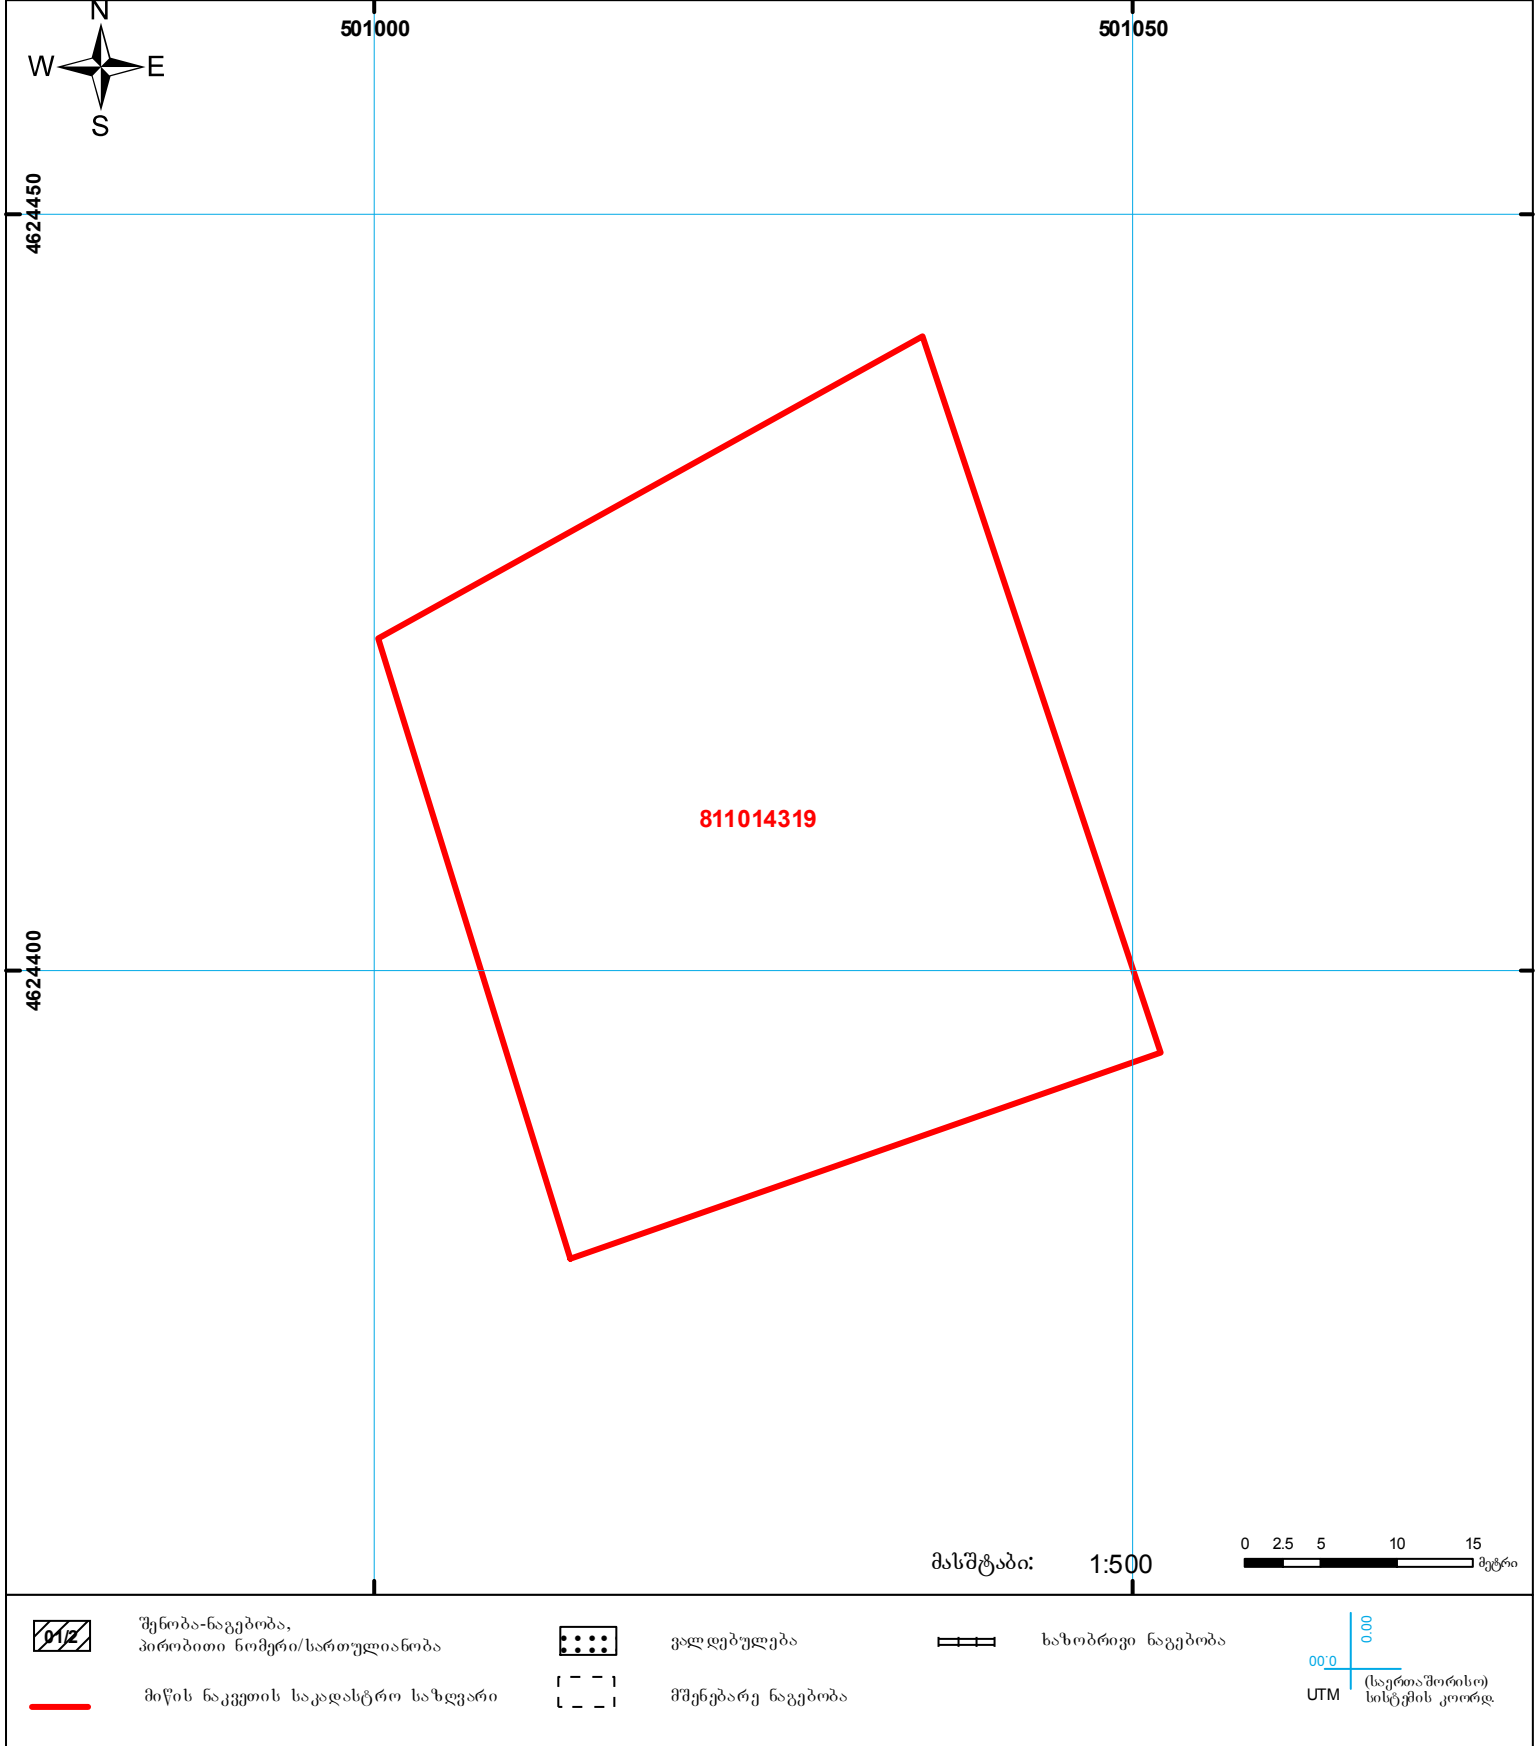 N
W E
S
501000 501050
4624450
4624400
811014319
მასშტაბი: 1:500
0 2.5 5 10 15
მეტრი
01/2
შენობა-ნაგებობა,
პირობითი ნომერი/სართულიანობა
ვალდებულება
ხაზობრივი ნაგებობა
მიწის ნაკვეთის საკადასტრო საზღვარი
მშენებარე ნაგებობა
00.0
0.00
UTM
(საერთაშორისო)
სისტემის კოორდ.